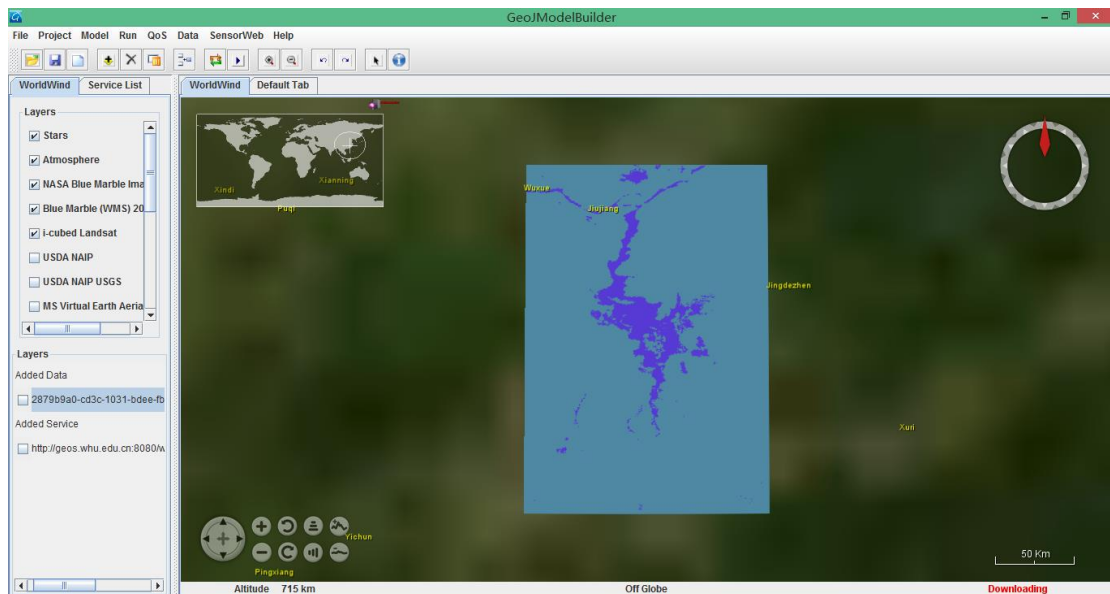 GeoJModelBuilder
File Project Model Run QoS Data SensorWeb Help
WorldWind Service List
WorldWind Default Tab
Layers
Stars
Atmosphere
NASA Blue Marble Ima
Blue Marble (WMS) 20
i-cubed Landsat
USDA NAIP
USDA NAIP USGS
MS Virtual Earth Aeria
Layers
Added Data
2879b9a0-cd3c-1031-bdee-fb
Added Service
http://geos.whu.edu.cn:8080/w
Xindi
Xianning
Puqi
Wuxue
Jiujiang
Jingdezhen
Xuri
Yichun
Pingxiang
50 Km
Altitude 715 km
Off Globe
Downloading